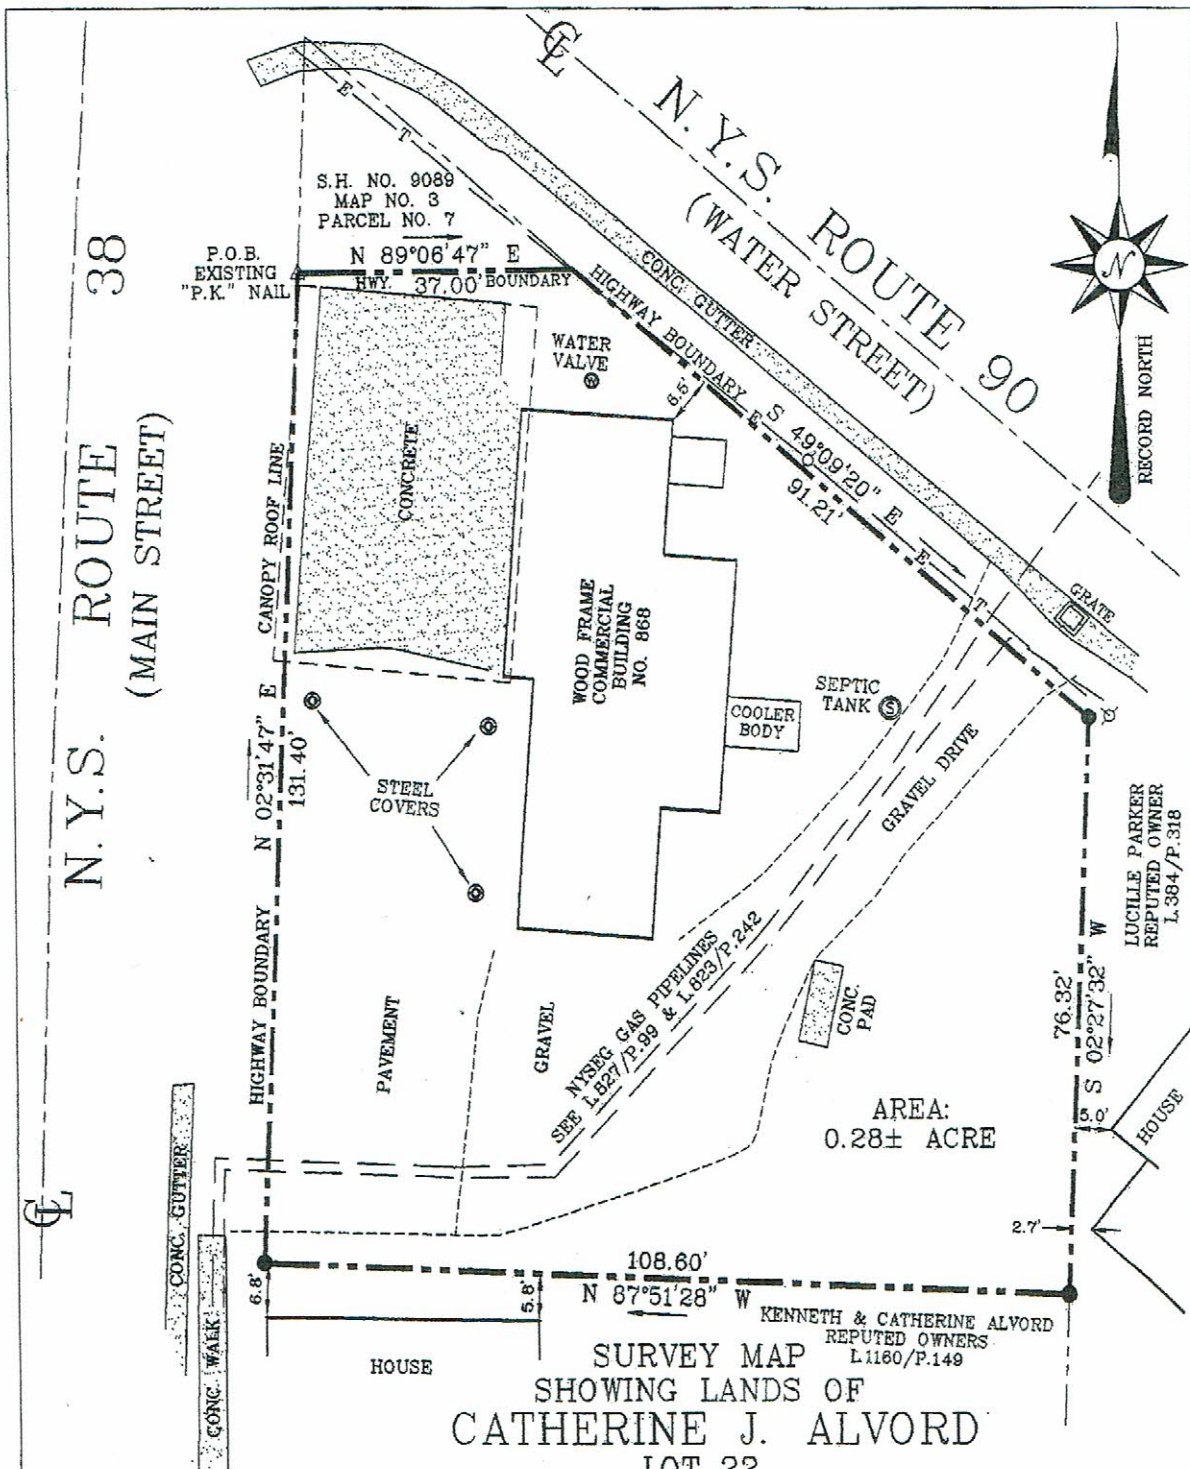 CL
N.Y.S. ROUTE 90
(WATER STREET)
N.Y.S. ROUTE 38
(MAIN STREET)
S.H. NO. 9089
MAP NO. 3
PARCEL NO. 7
P.O.B.
EXISTING
"P.K." NAIL
N 89°06'47" E
HWY. 37.00' BOUNDARY
E
T
CONC. GUTTER
HIGHWAY BOUNDARY
S 49°09'20" E
91.21'
E
E
T
N
RECORD NORTH
WATER
VALVE
W
6.5'
CANOPY ROOF LINE
CONCRETE
WOOD FRAME
COMMERCIAL
BUILDING
NO. 868
GRATE
SEPTIC
TANK
S
COOLER
BODY
STEEL
COVERS
GRAVEL DRIVE
HIGHWAY BOUNDARY N 02°31'47" E
131.40'
LUCILLE PARKER
REPUTED OWNER
L.384/P.318
76.32'
S 02°27'32" W
NYSEG GAS PIPELINES
SEE L.827/P.99 & L.823/P.242
CONC.
PAD
PAVEMENT
GRAVEL
AREA:
0.28± ACRE
5.0'
HOUSE
2.7'
CL
CONC. GUTTER
CONC. WALK
6.8'
5.8'
108.60'
N 87°51'28" W
KENNETH & CATHERINE ALVORD
REPUTED OWNERS
L.1160/P.149
HOUSE
SURVEY MAP
SHOWING LANDS OF
CATHERINE J. ALVORD
LOT 22